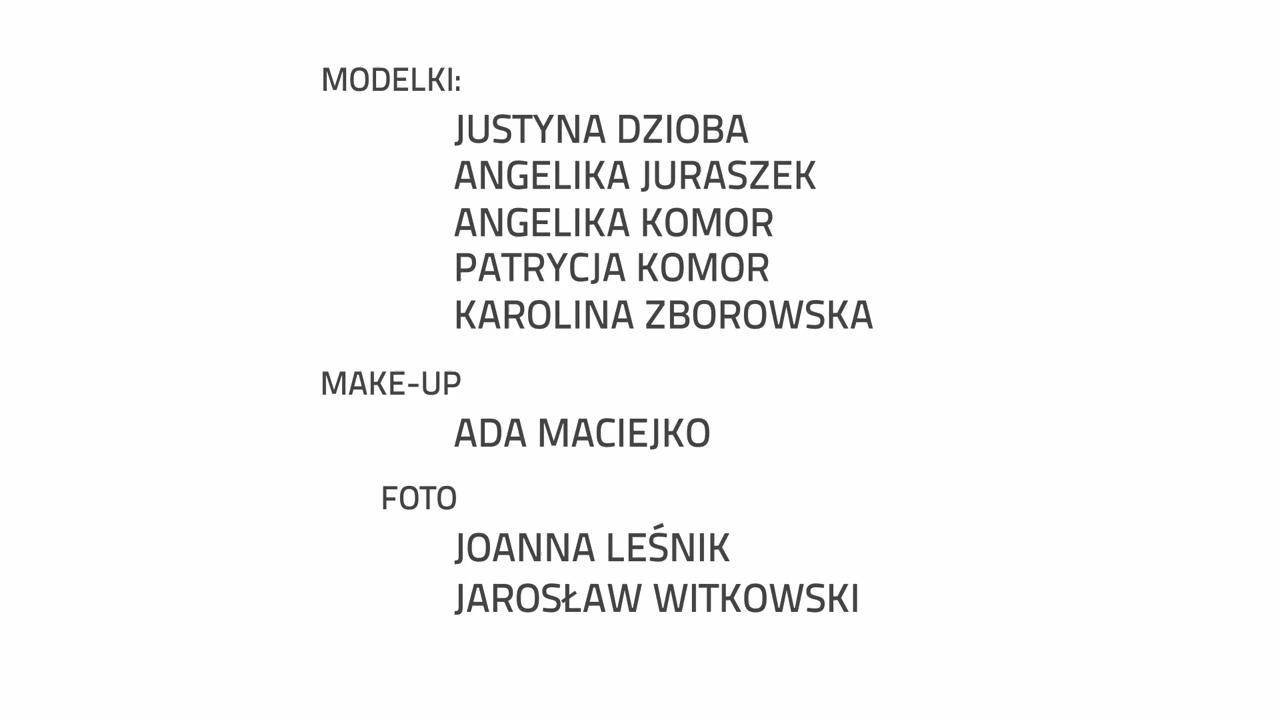 MODELKI:
JUSTYNA DZIOBA
ANGELIKA JURASZEK
ANGELIKA KOMOR
PATRYCJA KOMOR
KAROLINA ZBOROWSKA
MAKE-UP
ADA MACIEJKO
FOTO
JOANNA LEŚNIK
JAROSŁAW WITKOWSKI